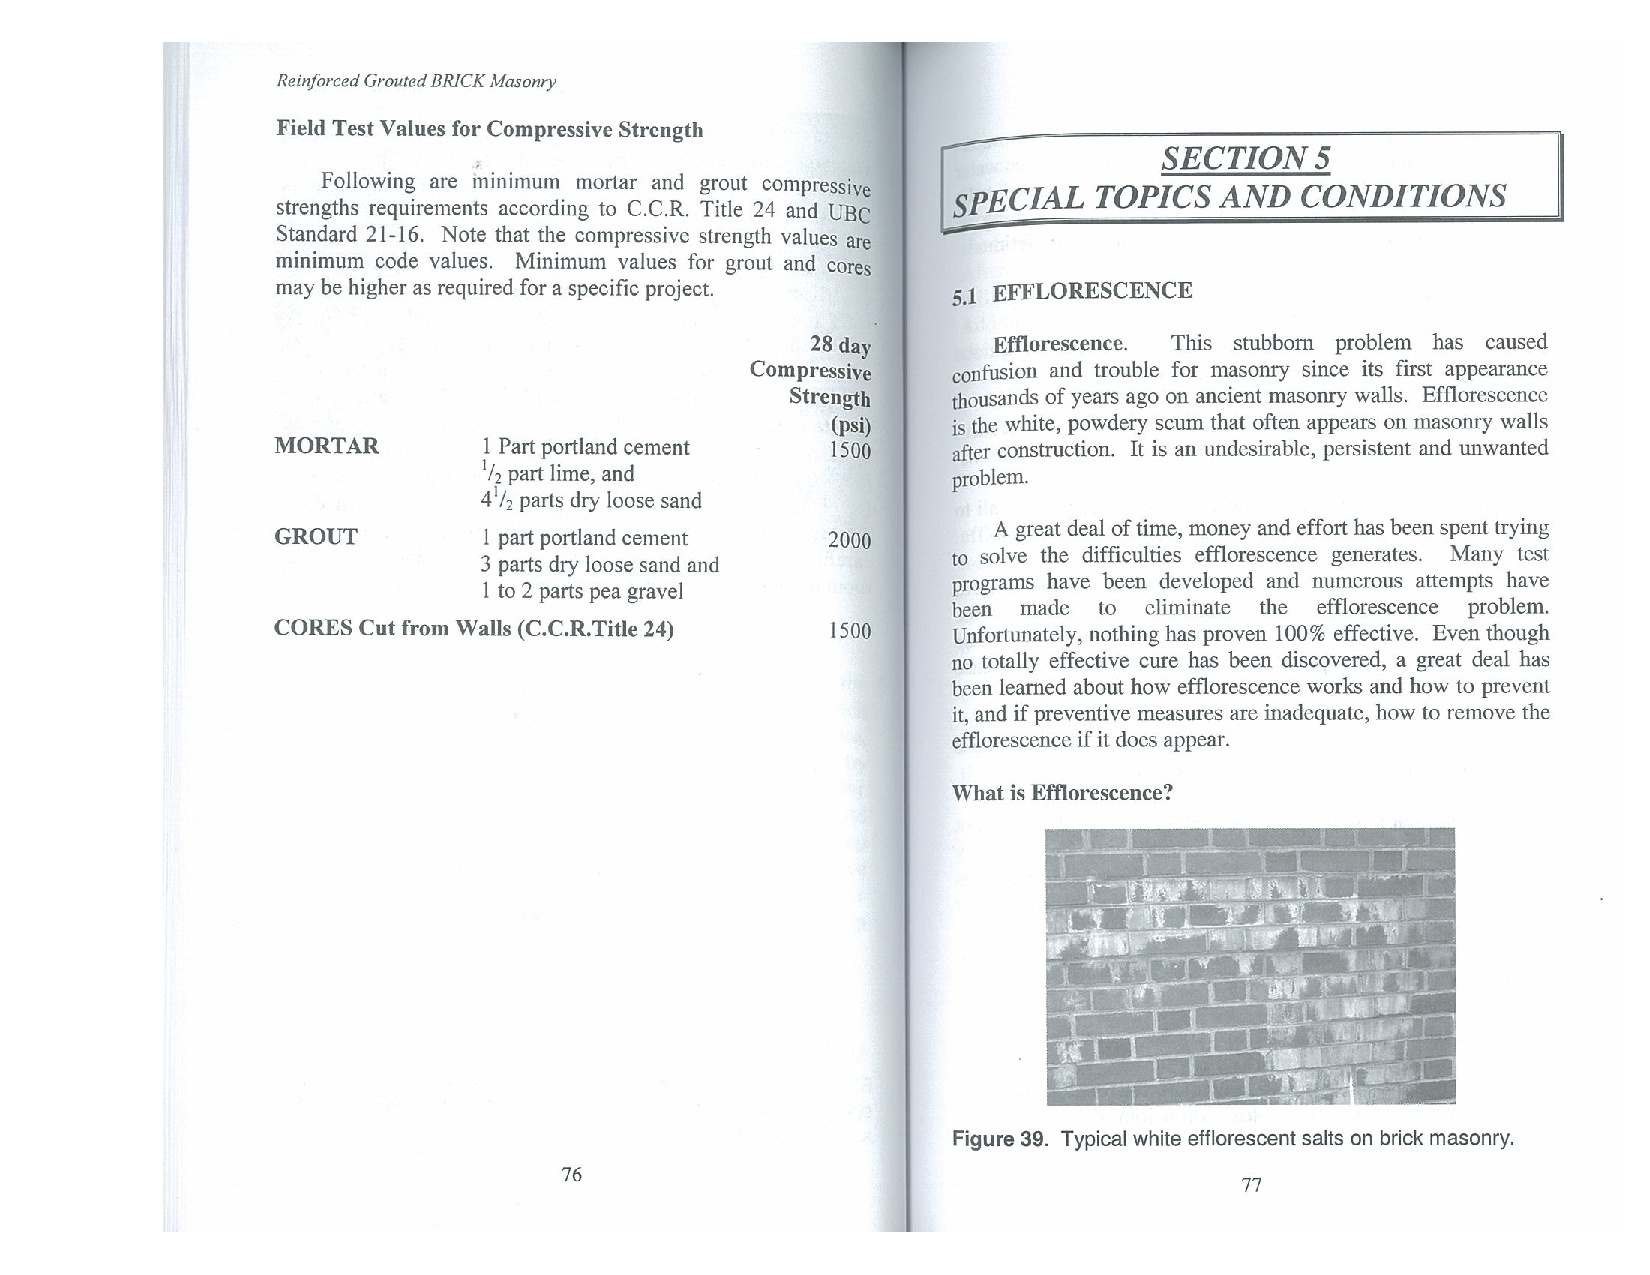 Reinforced Grouted BRICK Masonry
Field Test Values for Compressive Strength
Following are minimum mortar and grout compressive
strengths requirements according to C.C.R. Title 24 and UBC
Standard 21-16. Note that the compressive strength values are
minimum code values. Minimum values for grout and cores
may be higher as required for a specific project.
28 day
Compressive
Strength
(psi)
MORTAR 1 Part portland cement 1500
1/2 part lime, and
4 1/2 parts dry loose sand
GROUT 1 part portland cement 2000
3 parts dry loose sand and
1 to 2 parts pea gravel
CORES Cut from Walls (C.C.R.Title 24) 1500
76
SECTION 5
SPECIAL TOPICS AND CONDITIONS
5.1 EFFLORESCENCE
Efflorescence. This stubborn problem has caused
confusion and trouble for masonry since its first appearance
thousands of years ago on ancient masonry walls. Efflorescence
is the white, powdery scum that often appears on masonry walls
after construction. It is an undesirable, persistent and unwanted
problem.
A great deal of time, money and effort has been spent trying
to solve the difficulties efflorescence generates. Many test
programs have been developed and numerous attempts have
been made to eliminate the efflorescence problem.
Unfortunately, nothing has proven 100% effective. Even though
no totally effective cure has been discovered, a great deal has
been learned about how efflorescence works and how to prevent
it, and if preventive measures are inadequate, how to remove the
efflorescence if it does appear.
What is Efflorescence?
Figure 39. Typical white efflorescent salts on brick masonry.
77